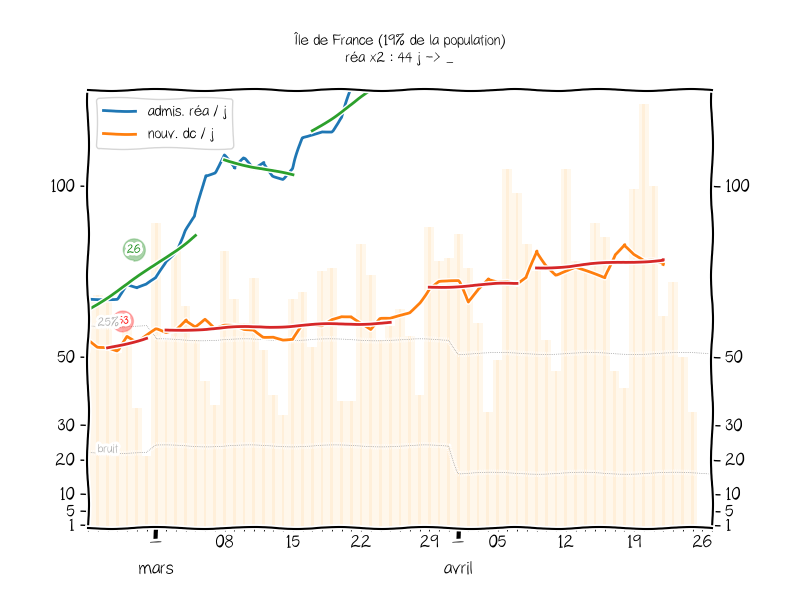 Île de France (19% de la population)
réa x2 : 44 j -> _
admis. réa / j
nouv. dc / j
100
100
26
25%
53
50
50
30
30
bruit
20
20
10
10
5
5
1
1
08 15 22 29 05 12 19 26
mars avril